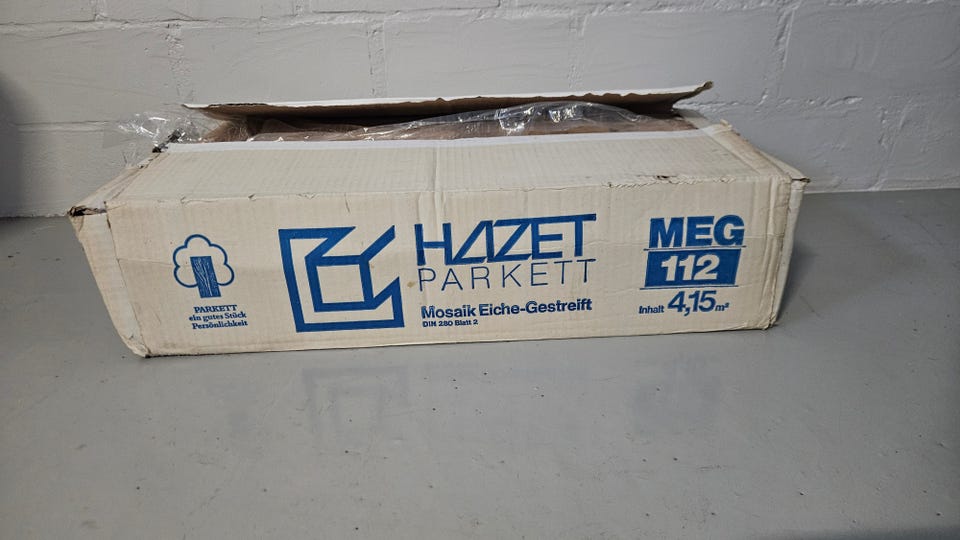 PARKETT
ein gutes Stück
Persönlichkeit
HAZET
PARKETT
Mosaik Eiche-Gestreift
DIN 280 Blatt 2
MEG
112
Inhalt 4,15 m²